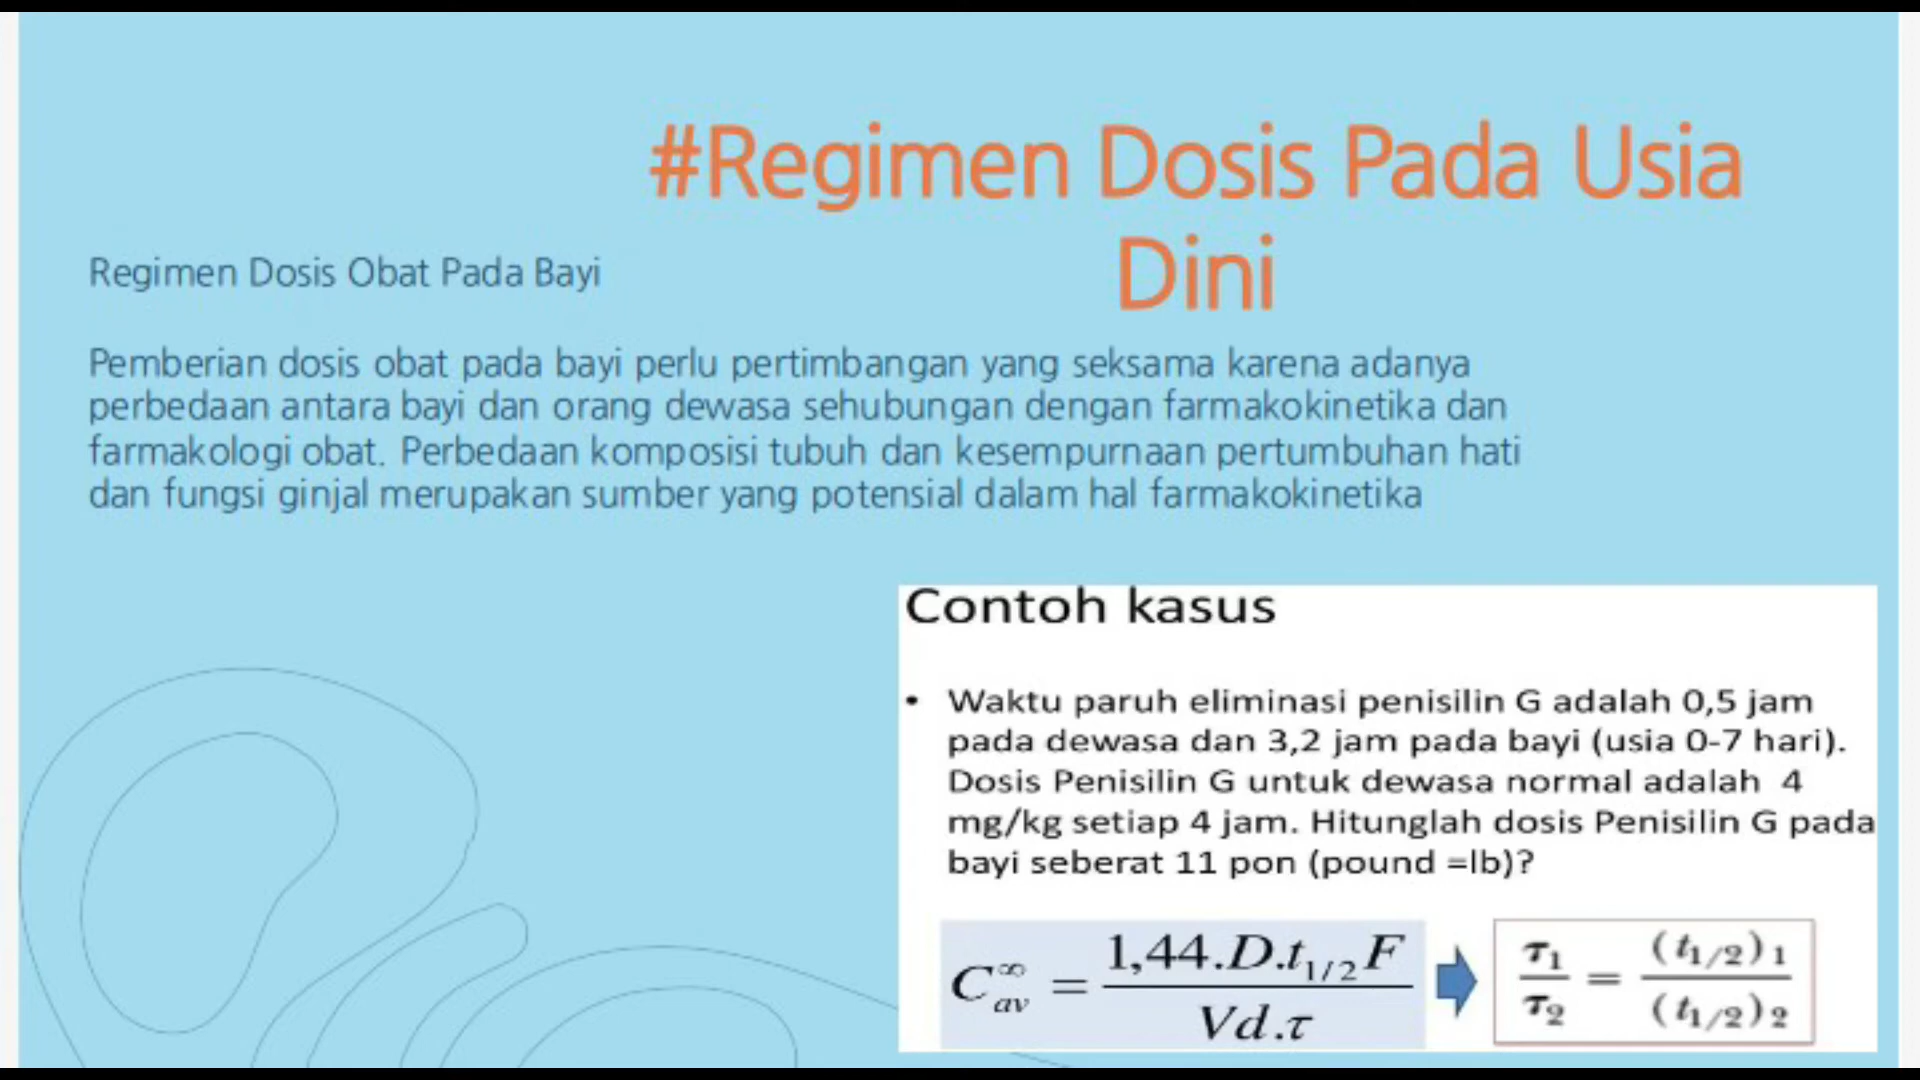 #Regimen Dosis Pada Usia
Dini
Regimen Dosis Obat Pada Bayi
Pemberian dosis obat pada bayi perlu pertimbangan yang seksama karena adanya
perbedaan antara bayi dan orang dewasa sehubungan dengan farmakokinetika dan
farmakologi obat. Perbedaan komposisi tubuh dan kesempurnaan pertumbuhan hati
dan fungsi ginjal merupakan sumber yang potensial dalam hal farmakokinetika
Contoh kasus
• Waktu paruh eliminasi penisilin G adalah 0,5 jam
pada dewasa dan 3,2 jam pada bayi (usia 0-7 hari).
Dosis Penisilin G untuk dewasa normal adalah 4
mg/kg setiap 4 jam. Hitunglah dosis Penisilin G pada
bayi seberat 11 pon (pound =lb)?
C∞av = 1,44.D.t1/2F / Vd.τ
τ1 / τ2 = (t1/2)1 / (t1/2)2